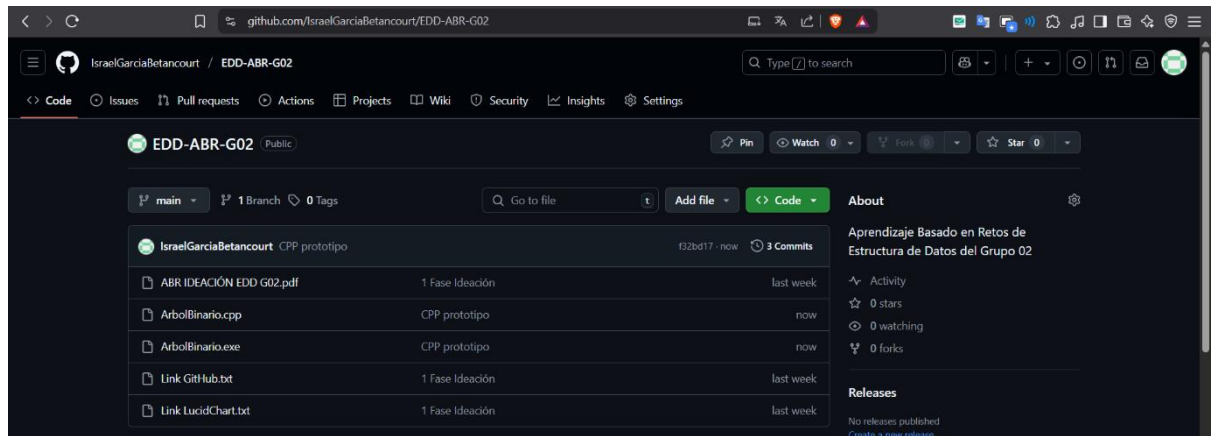 github.com/IsraelGarciaBetancourt/EDD-ABR-G02
IsraelGarciaBetancourt / EDD-ABR-G02
Type / to search
<> Code Issues Pull requests Actions Projects Wiki Security Insights Settings
EDD-ABR-G02 Public
Pin Watch 0 Fork 0 Star 0
main 1 Branch 0 Tags Go to file t Add file <> Code
IsraelGarciaBetancourt CPP prototipo f32bd17 · now 3 Commits
ABR IDEACIÓN EDD G02.pdf 1 Fase Ideación last week
ArbolBinario.cpp CPP prototipo now
ArbolBinario.exe CPP prototipo now
Link GitHub.txt 1 Fase Ideación last week
Link LucidChart.txt 1 Fase Ideación last week
About
Aprendizaje Basado en Retos de
Estructura de Datos del Grupo 02
Activity
0 stars
0 watching
0 forks
Releases
No releases published
Create a new release